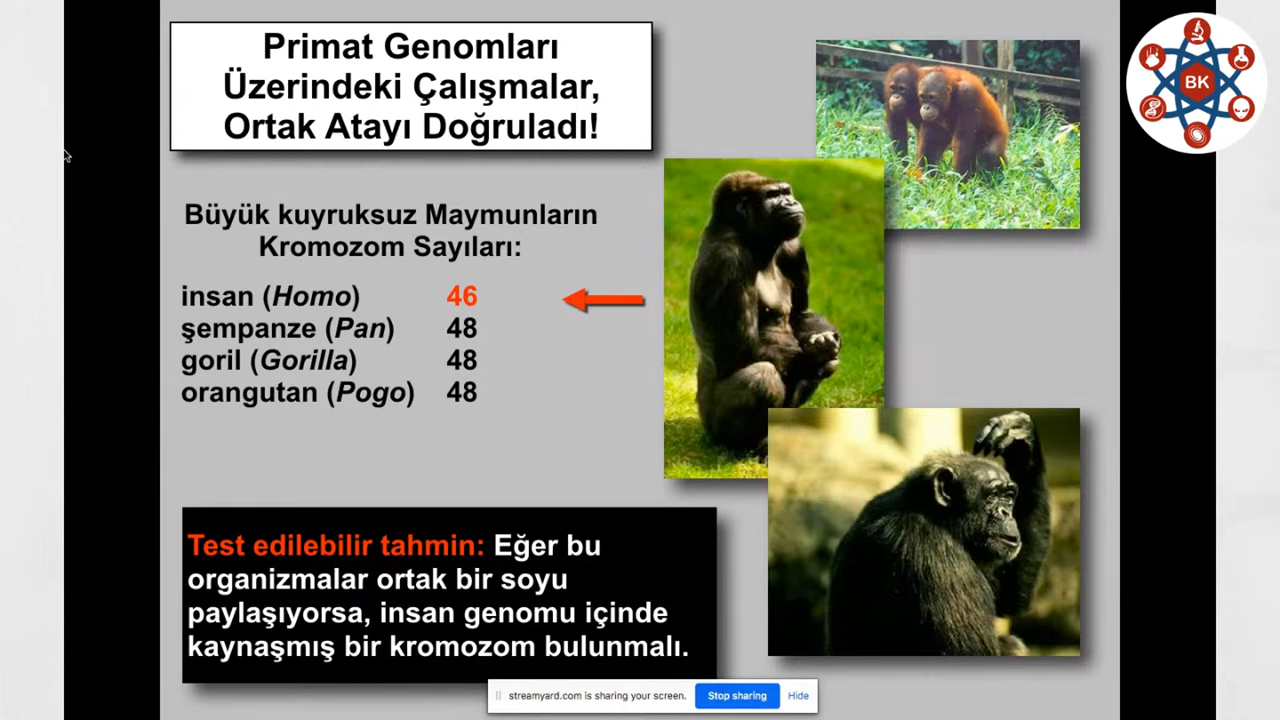 Primat Genomları
Üzerindeki Çalışmalar,
Ortak Atayı Doğruladı!
BK
Büyük kuyruksuz Maymunların
Kromozom Sayıları:
insan (Homo) 46
şempanze (Pan) 48
goril (Gorilla) 48
orangutan (Pogo) 48
Test edilebilir tahmin: Eğer bu
organizmalar ortak bir soyu
paylaşıyorsa, insan genomu içinde
kaynaşmış bir kromozom bulunmalı.
streamyard.com is sharing your screen. Stop sharing Hide